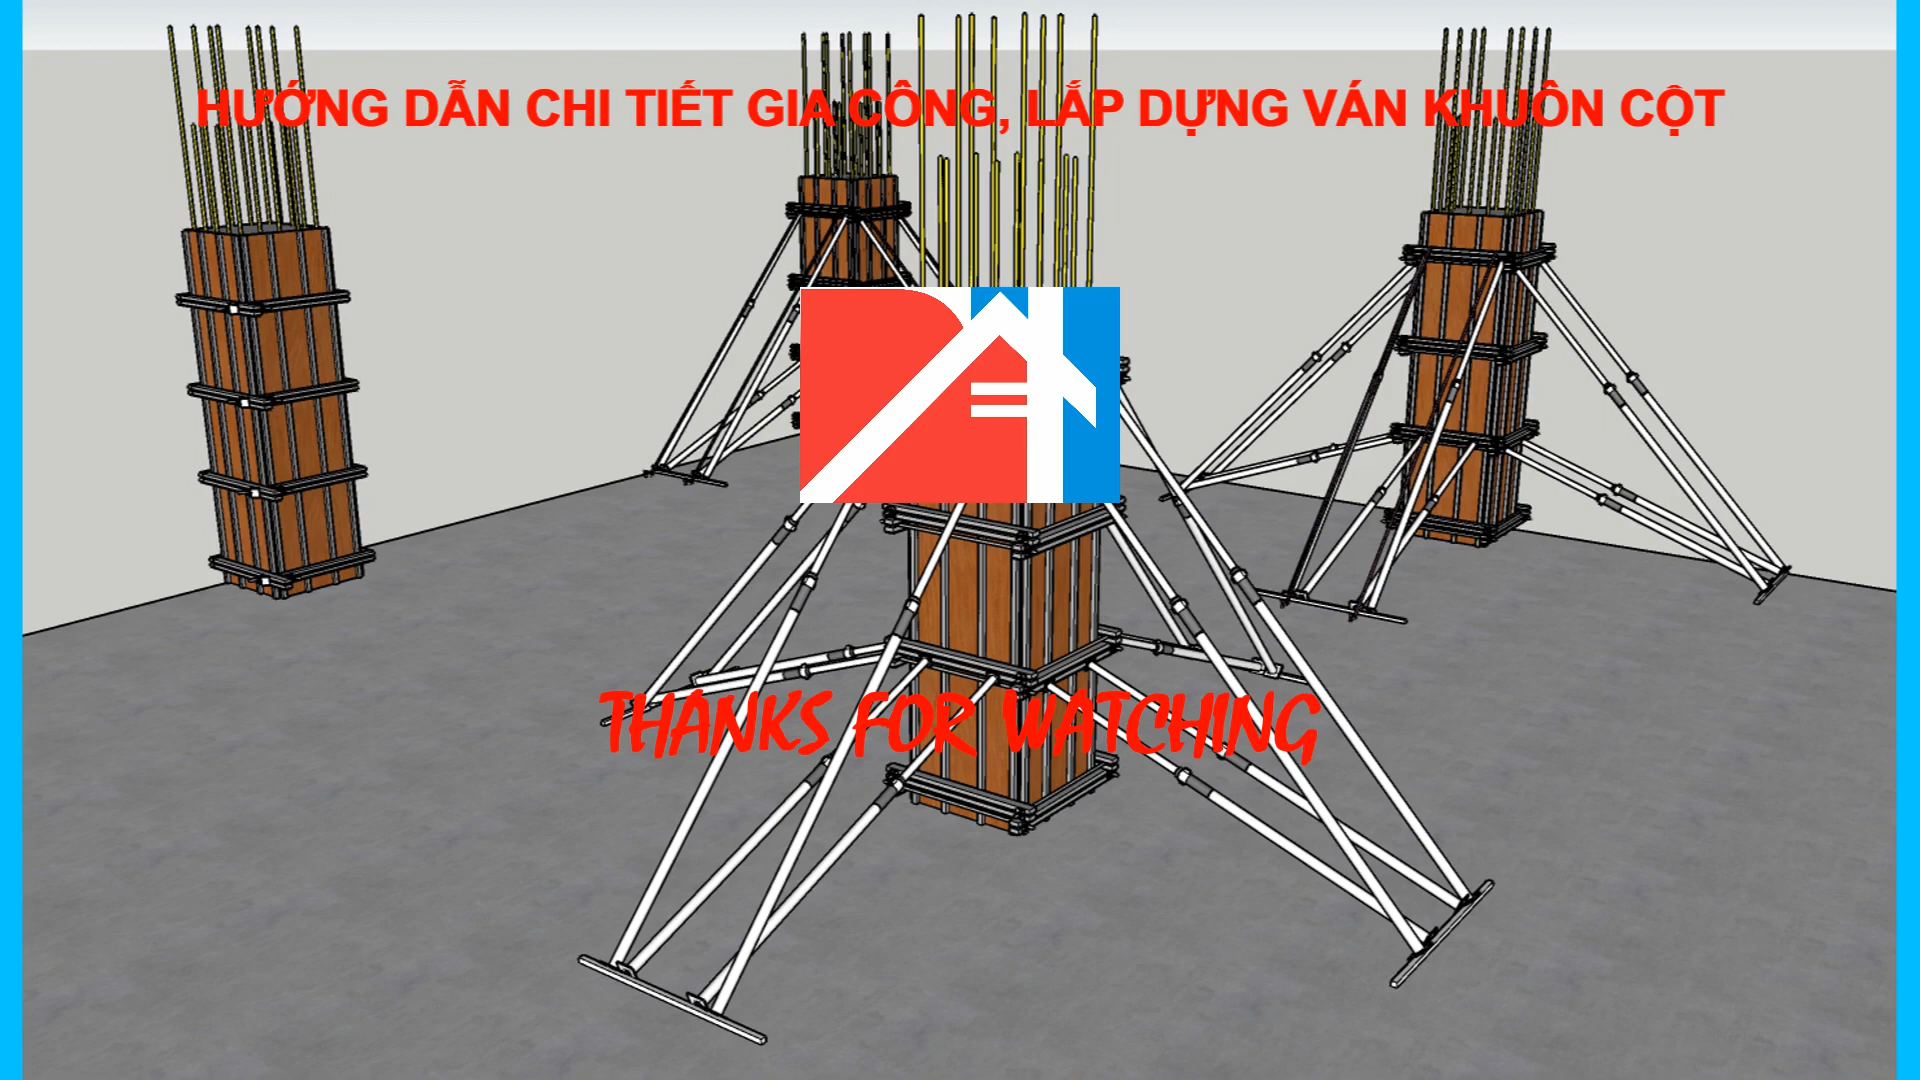 HƯỚNG DẪN CHI TIẾT GIA CÔNG, LẮP DỰNG VÁN KHUÔN CỘT
THANKS FOR WATCHING